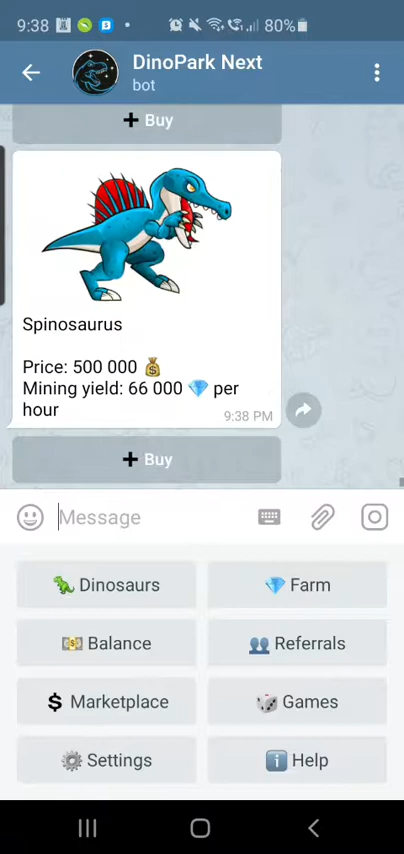 9:38
80%
DinoPark Next
bot
+ Buy
Spinosaurus
Price: 500 000 💰
Mining yield: 66 000 💎 per
hour
9:38 PM
+ Buy
Message
🦖 Dinosaurs
💎 Farm
💵 Balance
👥 Referrals
$ Marketplace
🎲 Games
⚙️ Settings
ℹ️ Help